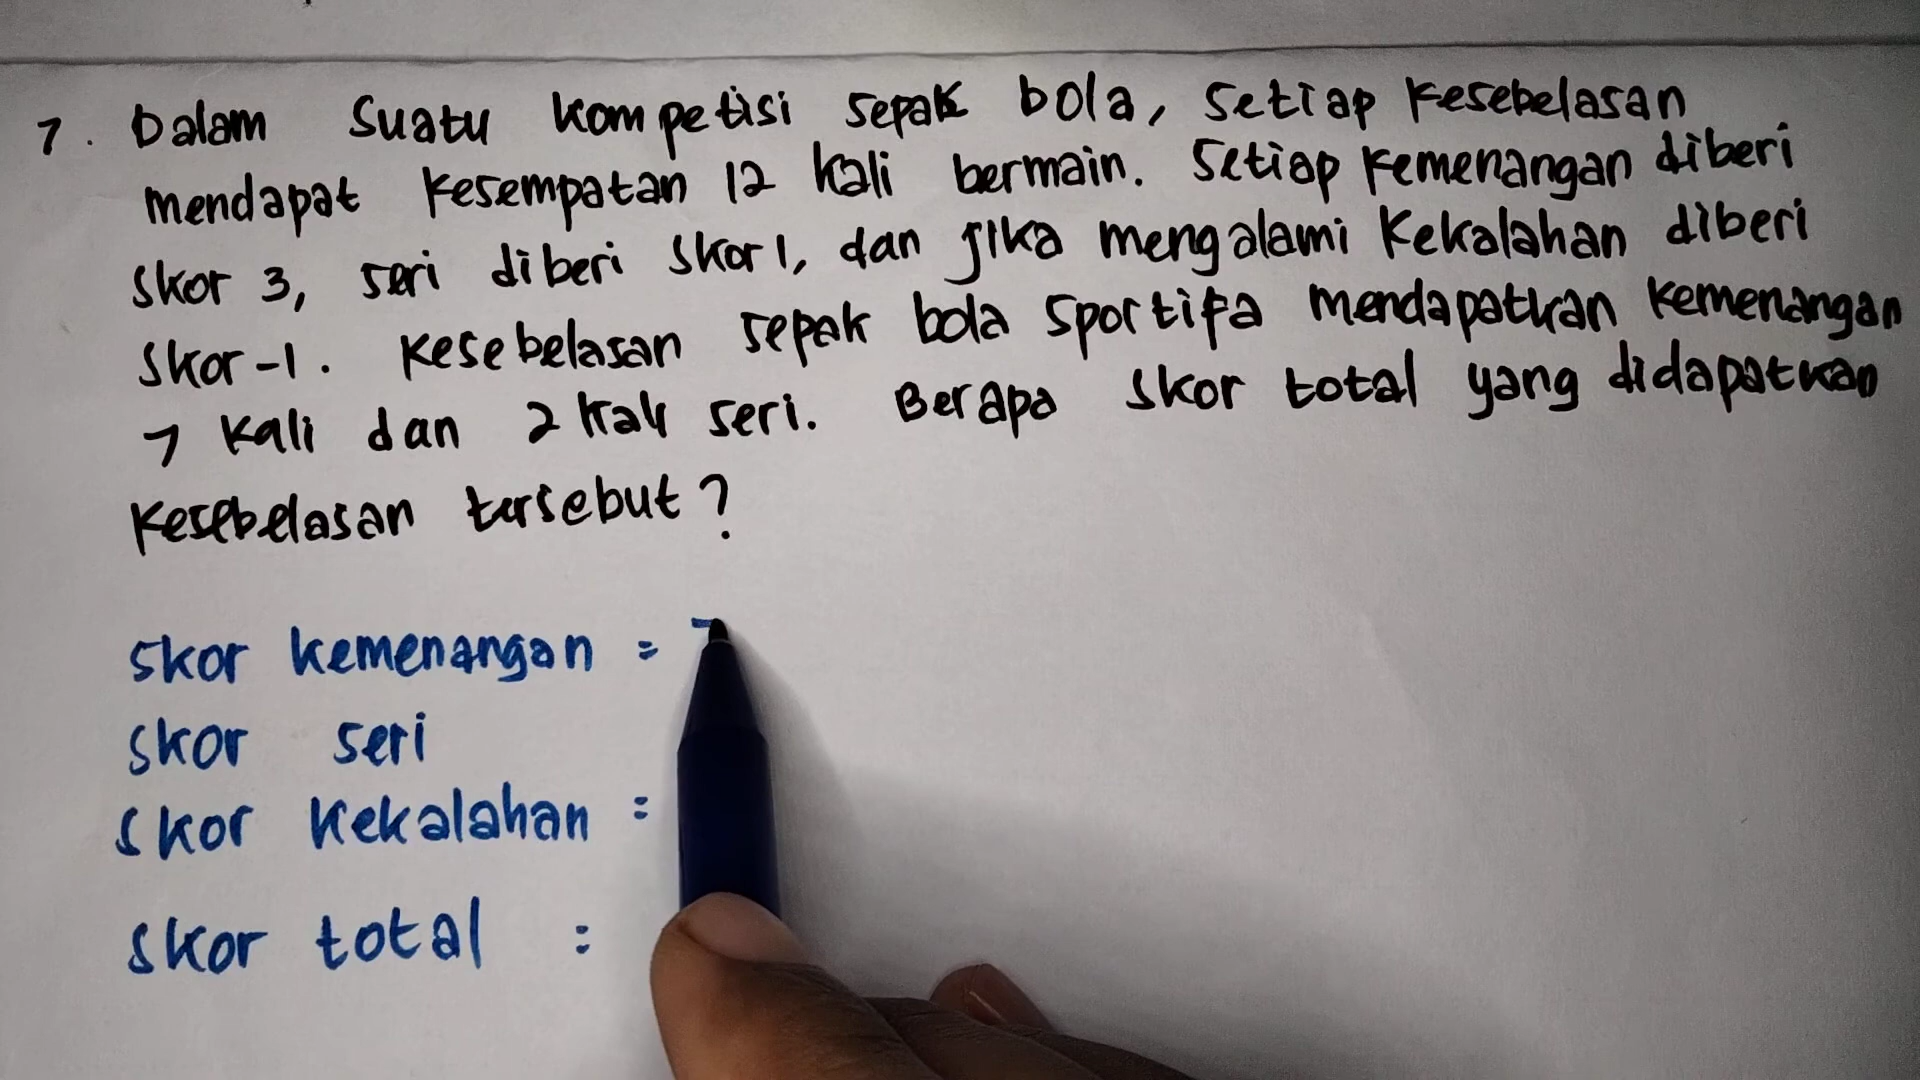 7. Dalam suatu kompetisi sepak bola, setiap kesebelasan
mendapat kesempatan 12 kali bermain. Setiap kemenangan diberi
skor 3, seri diberi skor 1, dan jika mengalami kekalahan diberi
skor -1. Kesebelasan sepak bola sportifa mendapatkan kemenangan
7 kali dan 2 kali seri. Berapa skor total yang didapatkan
kesebelasan tersebut?
skor kemenangan =
skor seri
skor kekalahan =
skor total =